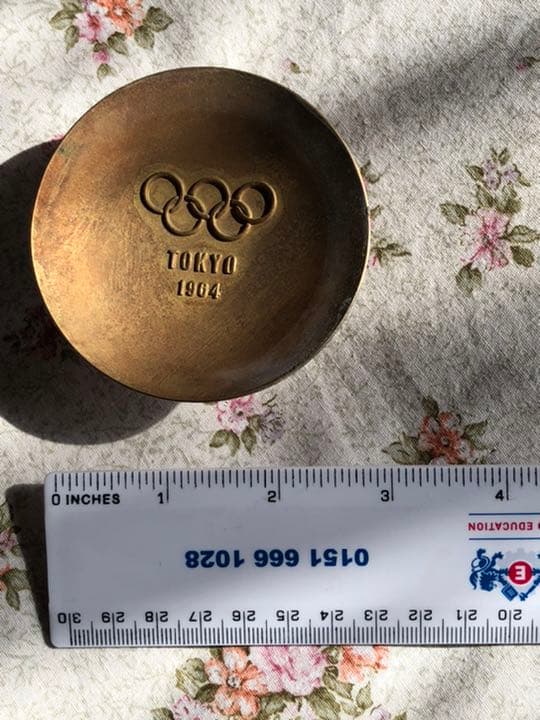 TOKYO
1964
0 INCHES 1 2 3 4
EDUCATION
0151 666 1028
E
30 29 28 27 26 25 24 23 22 21 20